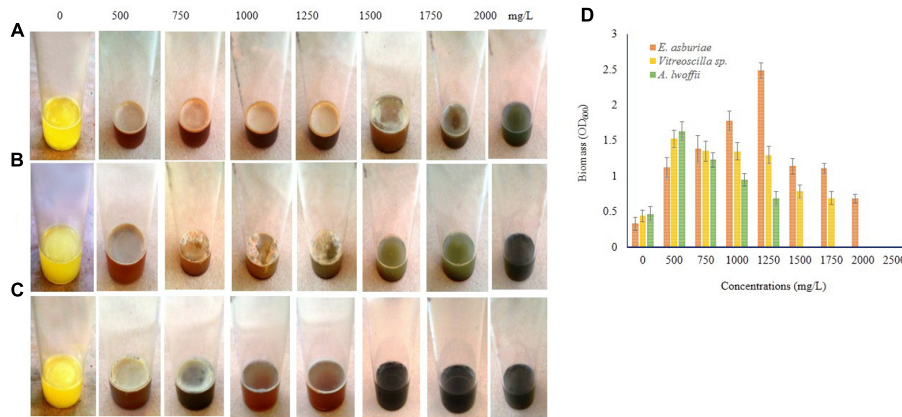 0 500 750 1000 1250 1500 1750 2000 mg/L
A
B
C
D
E. asburiae
Vitreoscilla sp.
A. lwoffii
3
2.5
2
1.5
1
0.5
0
Biomass (OD600)
0 500 750 1000 1250 1500 1750 2000 2500
Concentrations (mg/L)